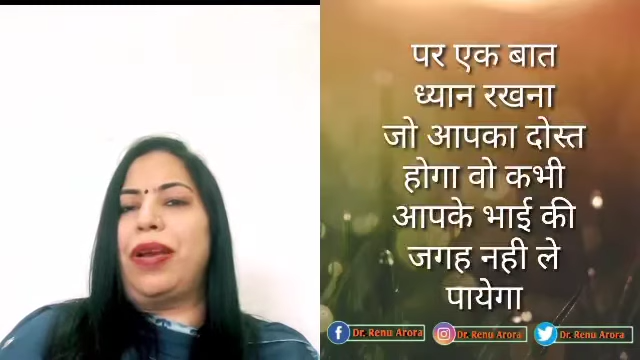 पर एक बात
ध्यान रखना
जो आपका दोस्त
होगा वो कभी
आपके भाई की
जगह नही ले
पायेगा
Dr. Renu Arora Dr. Renu Arora Dr. Renu Arora